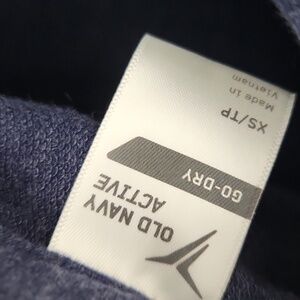 OLD NAVY
ACTIVE
GO-DRY
XS/TP
Made in
Vietnam